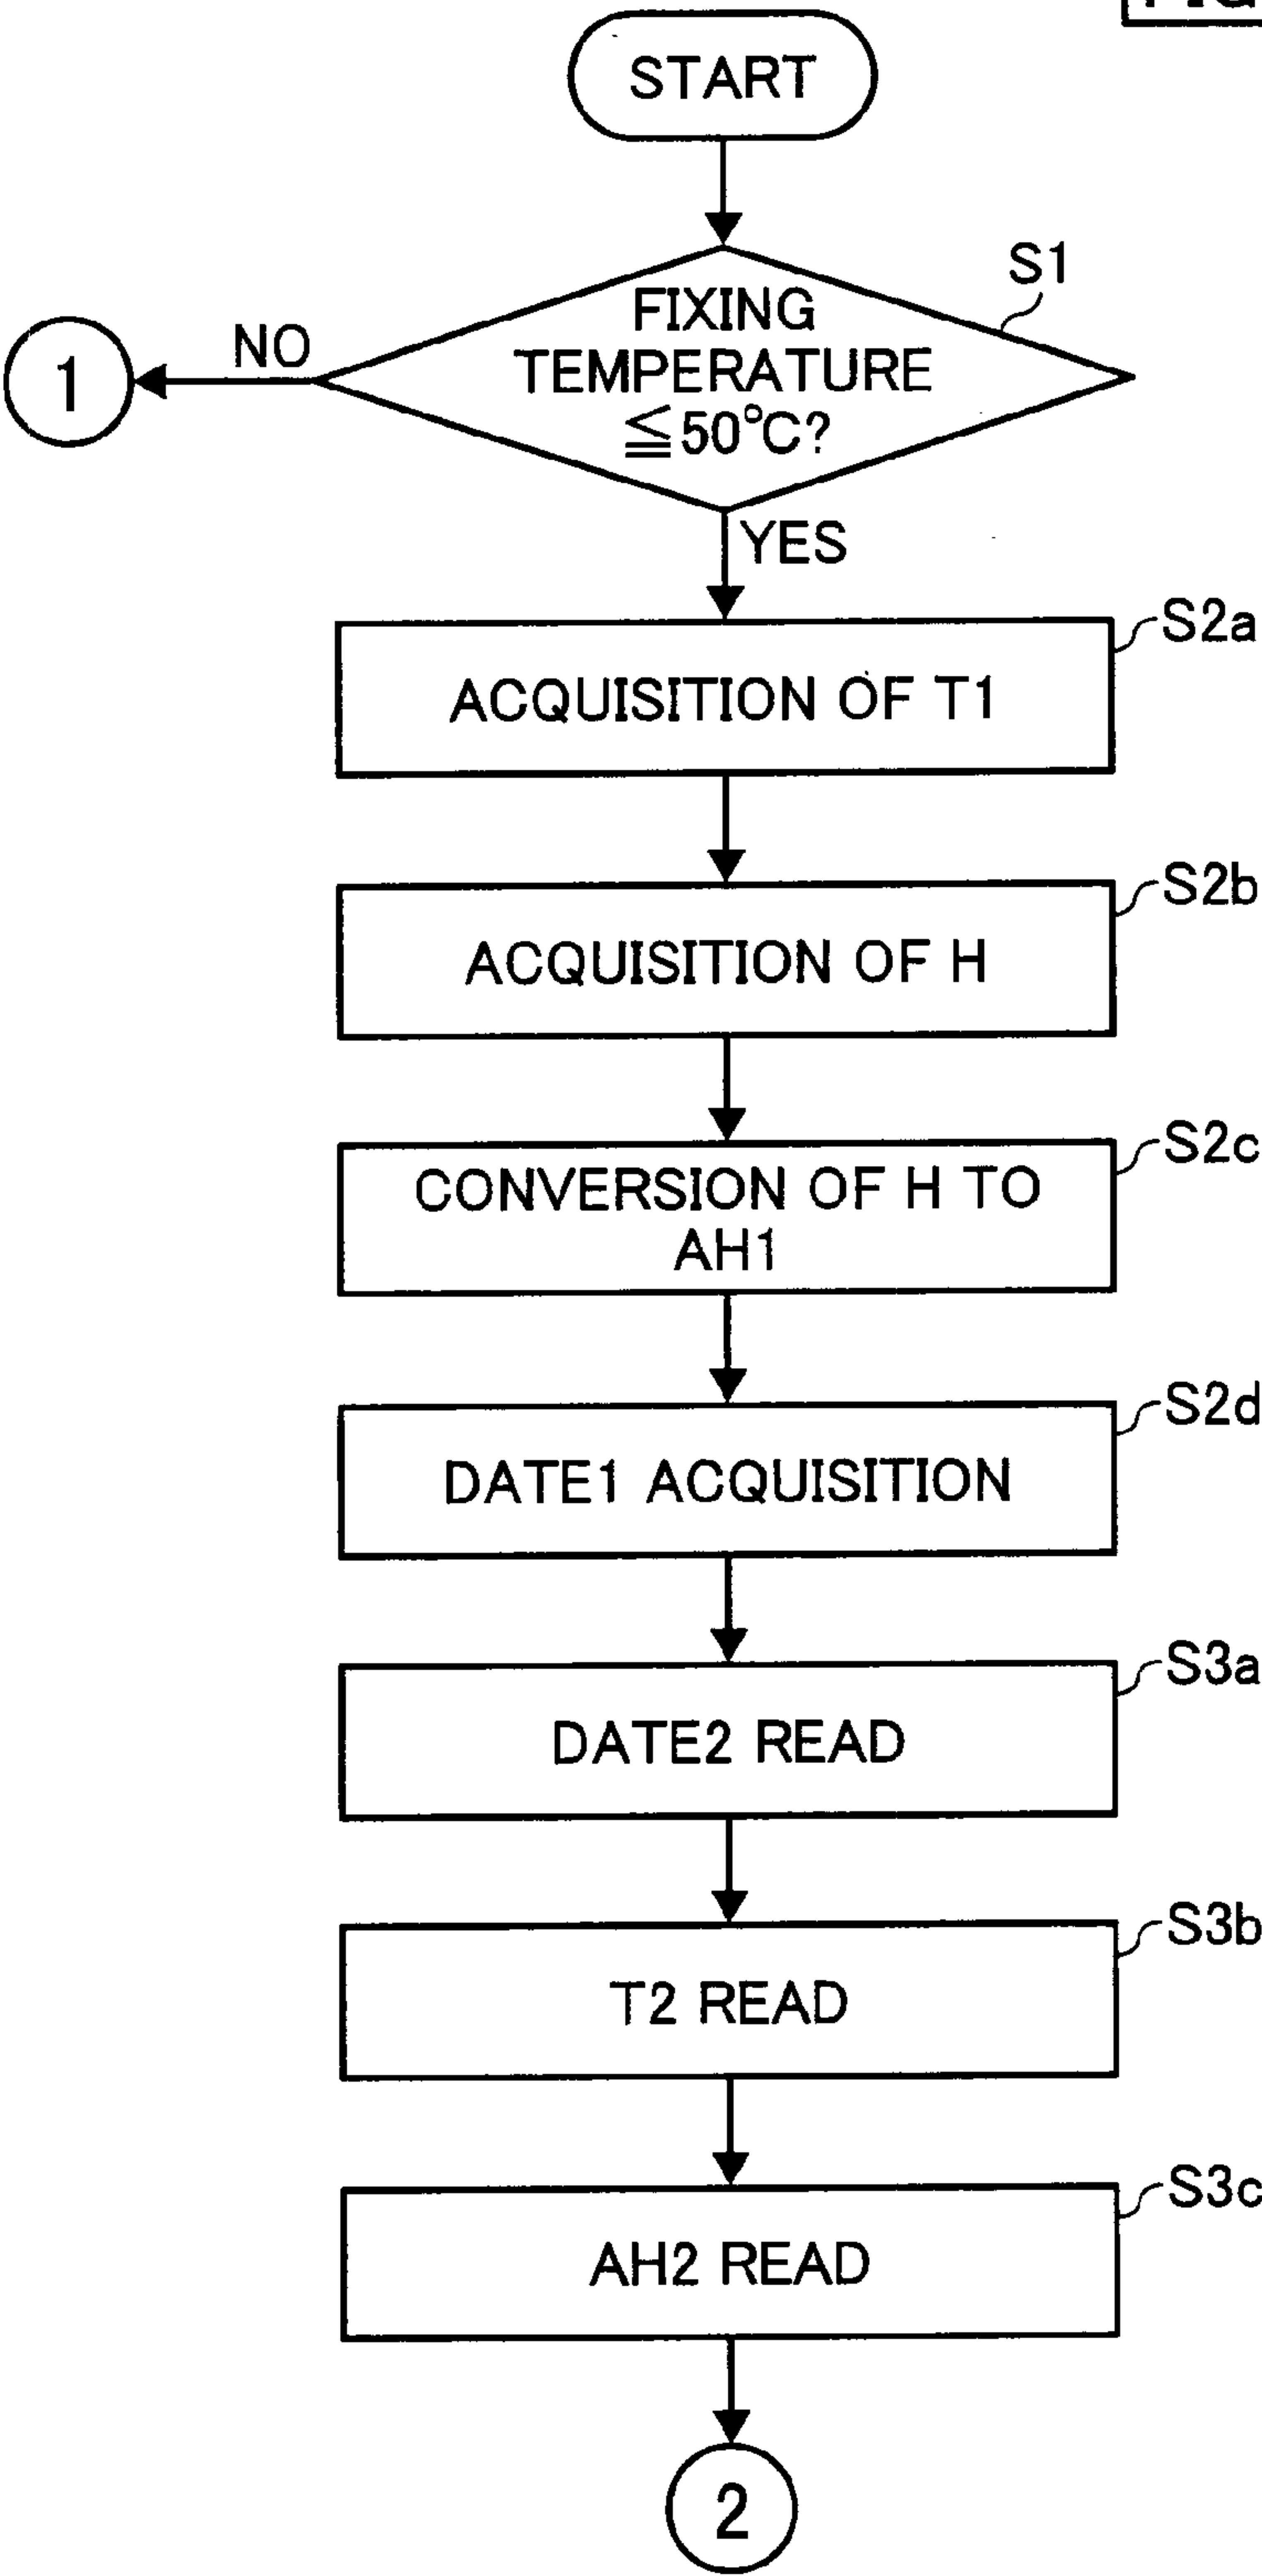 START
S1
FIXING
TEMPERATURE
≦50°C?
NO
1
YES
S2a
ACQUISITION OF T1
S2b
ACQUISITION OF H
S2c
CONVERSION OF H TO
AH1
S2d
DATE1 ACQUISITION
S3a
DATE2 READ
S3b
T2 READ
S3c
AH2 READ
2